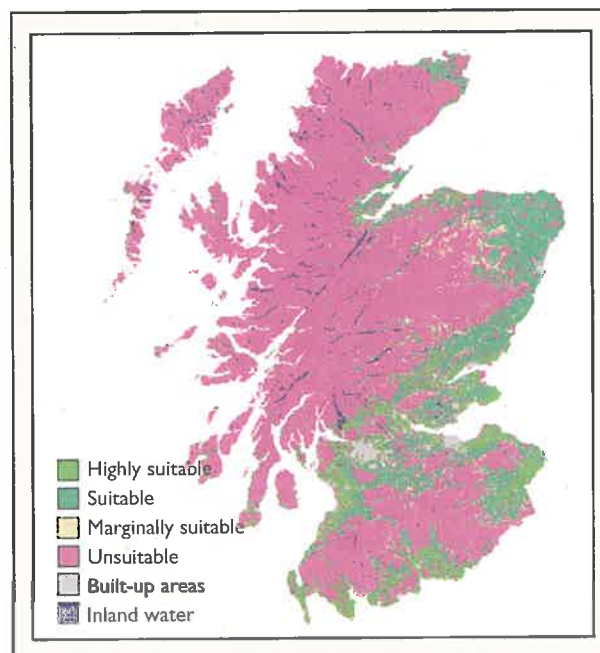 Highly suitable
Suitable
Marginally suitable
Unsuitable
Built-up areas
Inland water